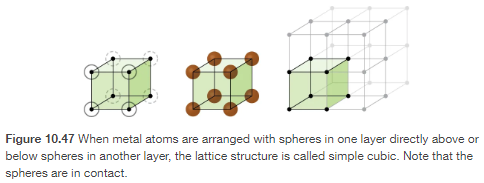 Figure 10.47 When metal atoms are arranged with spheres in one layer directly above or
below spheres in another layer, the lattice structure is called simple cubic. Note that the
spheres are in contact.